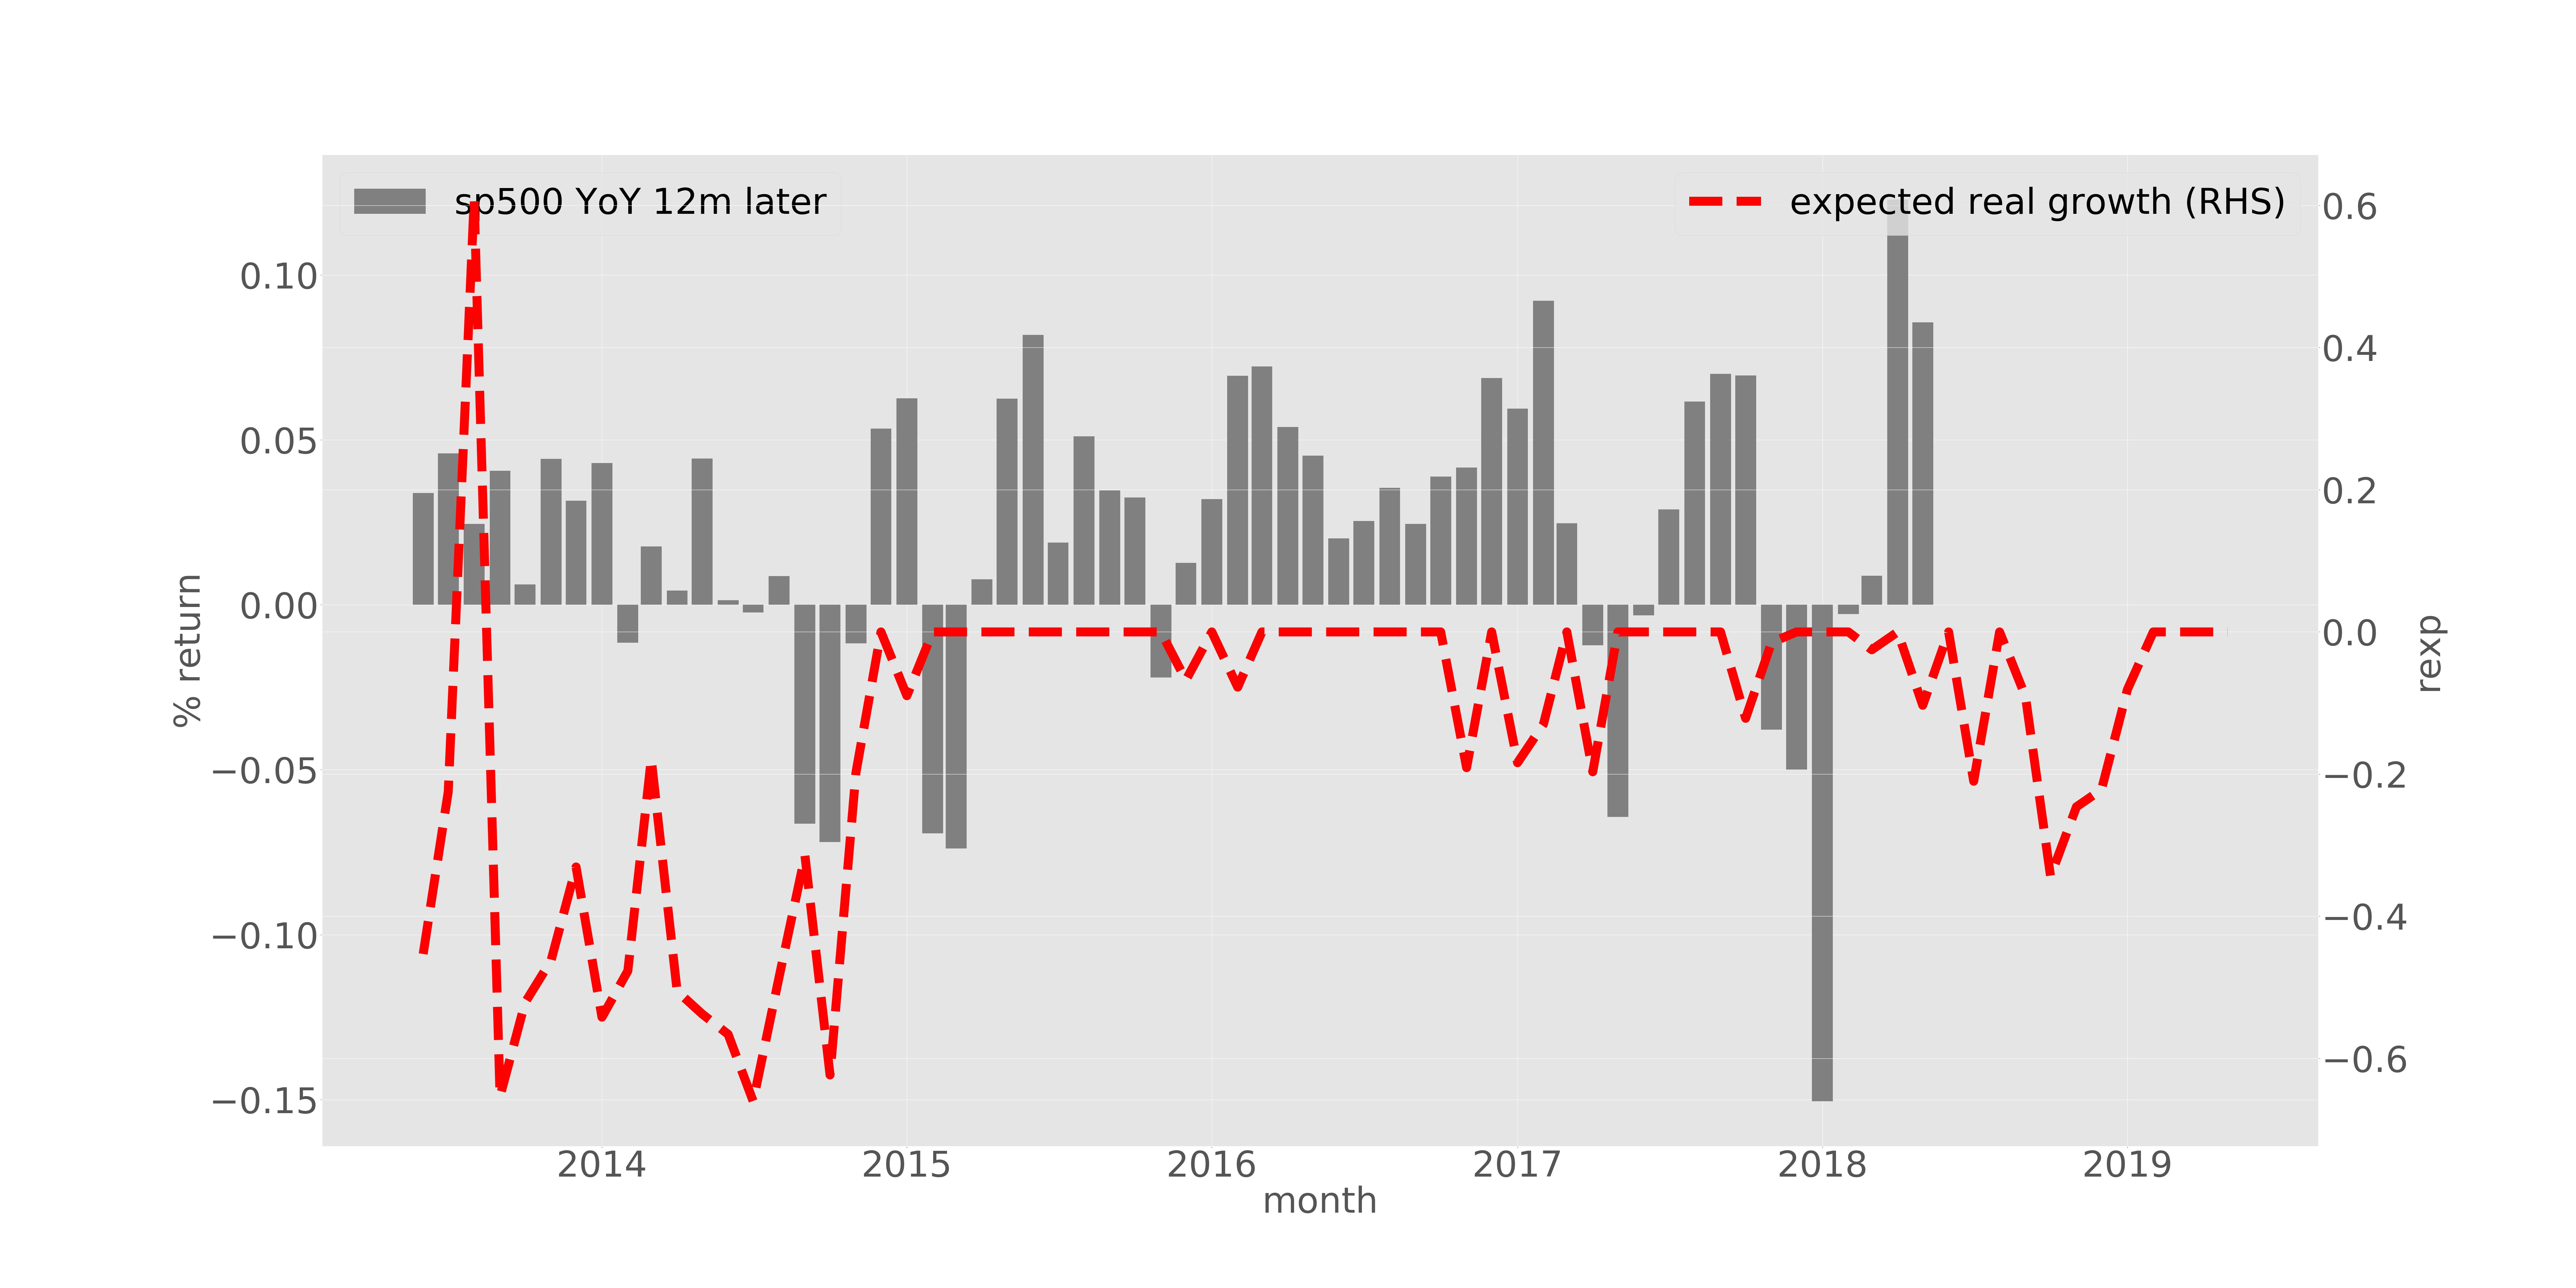 sp500 YoY 12m later
expected real growth (RHS)
0.10
0.05
0.00
−0.05
−0.10
−0.15
% return
0.6
0.4
0.2
0.0
−0.2
−0.4
−0.6
rexp
2014 2015 2016 2017 2018 2019
month